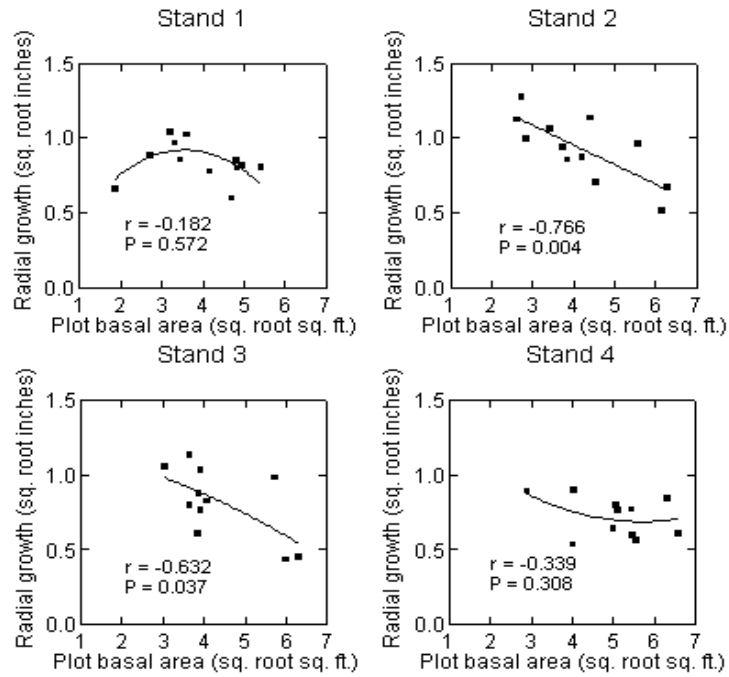 Stand 1
Radial growth (sq. root inches)
1.5
1.0
0.5
0.0
r = -0.182
P = 0.572
1 2 3 4 5 6 7
Plot basal area (sq. root sq. ft.)
Stand 2
Radial growth (sq. root inches)
1.5
1.0
0.5
0.0
r = -0.766
P = 0.004
1 2 3 4 5 6 7
Plot basal area (sq. root sq. ft.)
Stand 3
Radial growth (sq. root inches)
1.5
1.0
0.5
0.0
r = -0.632
P = 0.037
1 2 3 4 5 6 7
Plot basal area (sq. root sq. ft.)
Stand 4
Radial growth (sq. root inches)
1.5
1.0
0.5
0.0
r = -0.339
P = 0.308
1 2 3 4 5 6 7
Plot basal area (sq. root sq. ft.)